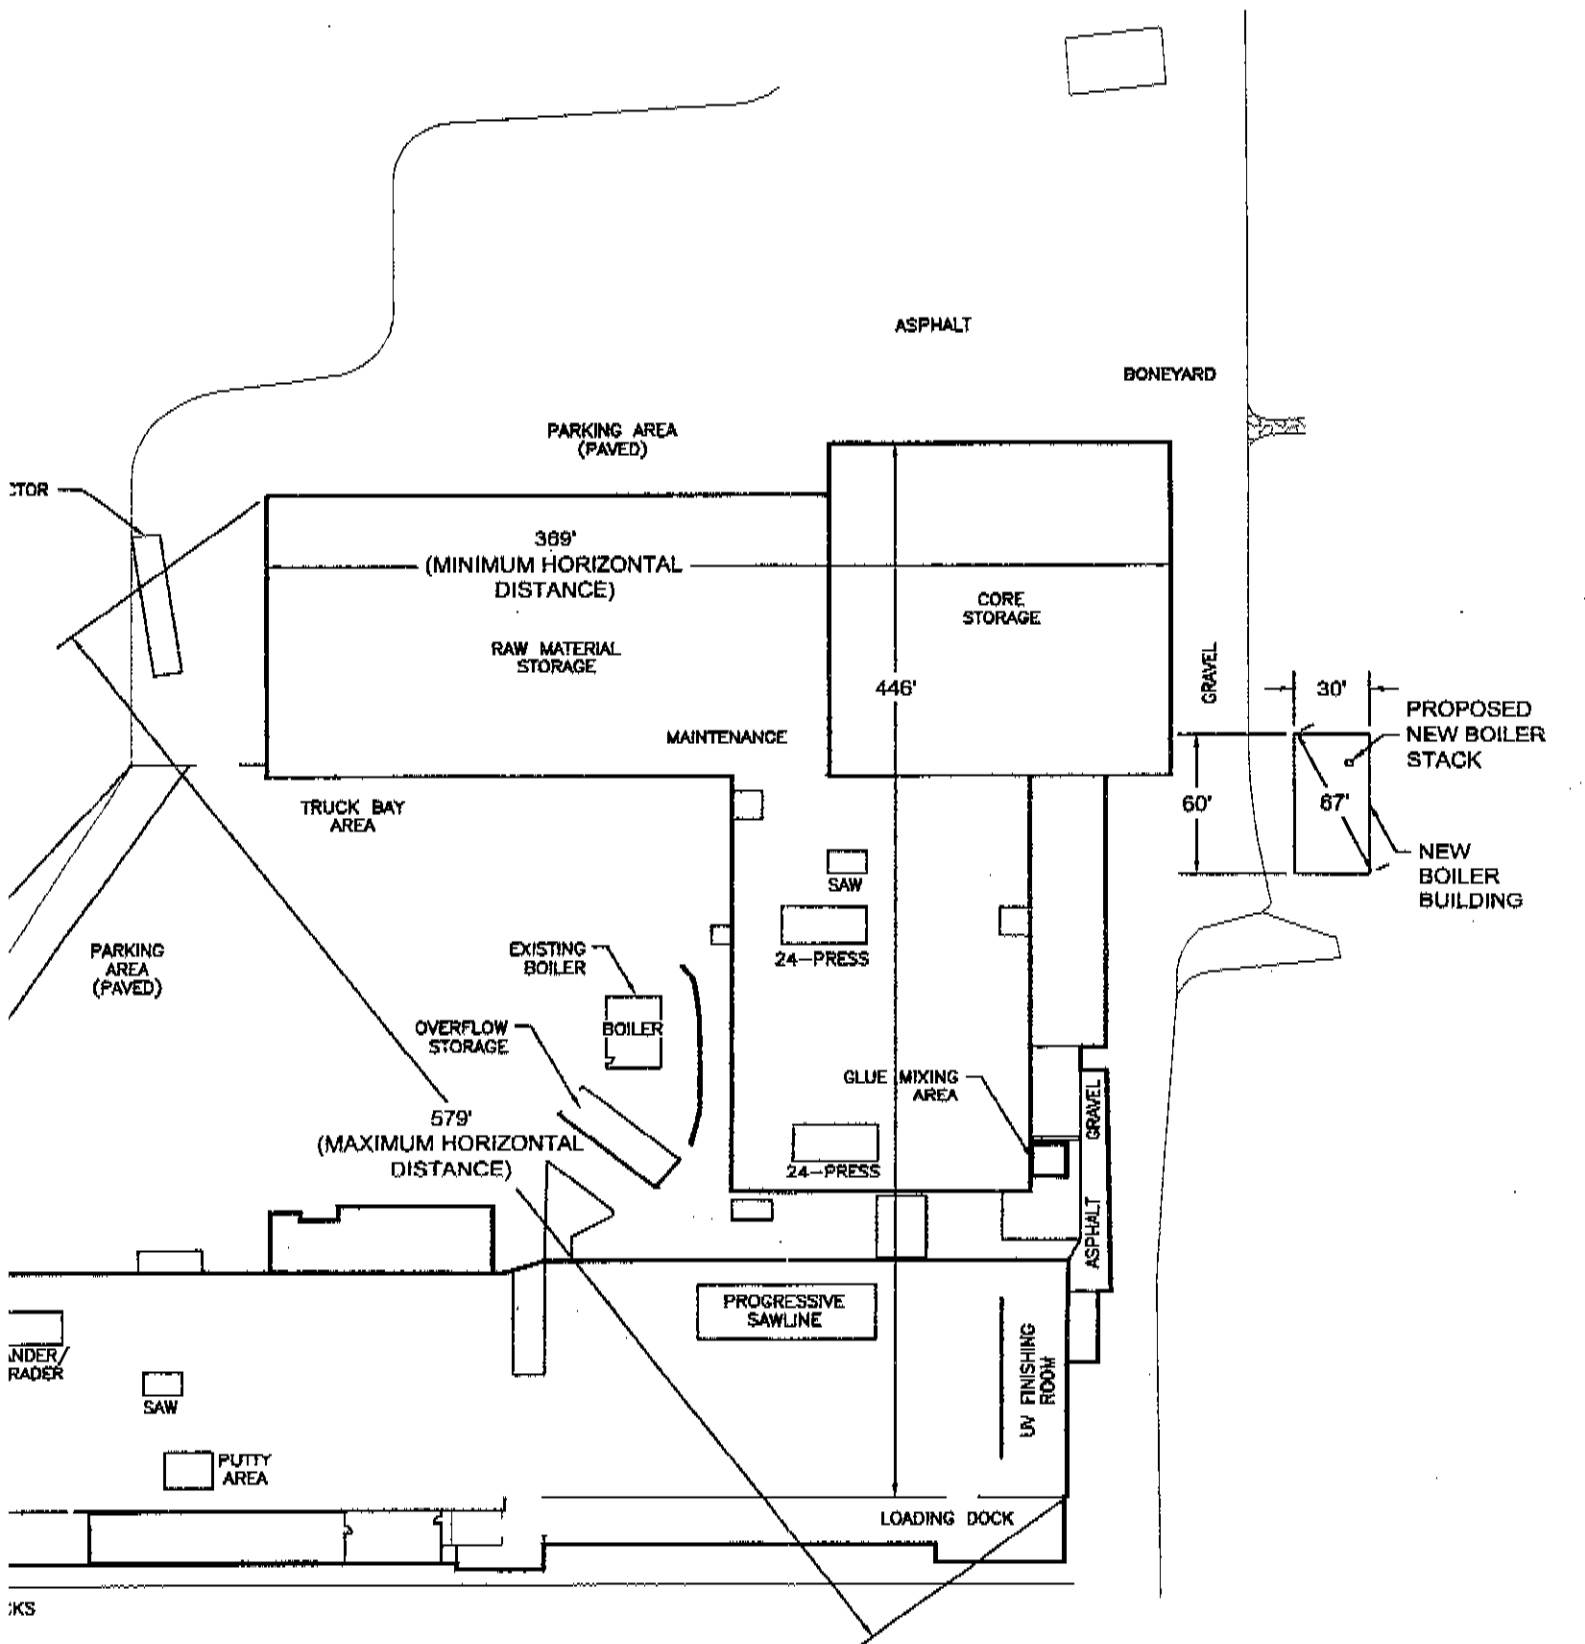 ASPHALT
BONEYARD
PARKING AREA
(PAVED)
CTOR
369'
(MINIMUM HORIZONTAL
DISTANCE)
CORE
STORAGE
RAW MATERIAL
STORAGE
GRAVEL
446'
30'
PROPOSED
NEW BOILER
STACK
MAINTENANCE
60'
67'
TRUCK BAY
AREA
NEW
BOILER
BUILDING
SAW
PARKING
AREA
(PAVED)
EXISTING
BOILER
24-PRESS
OVERFLOW
STORAGE
BOILER
GLUE MIXING
AREA
GRAVEL
579'
(MAXIMUM HORIZONTAL
DISTANCE)
24-PRESS
ASPHALT
PROGRESSIVE
SAWLINE
UV FINISHING
ROOM
ANDER/
RADER
SAW
PUTTY
AREA
LOADING DOCK
CKS